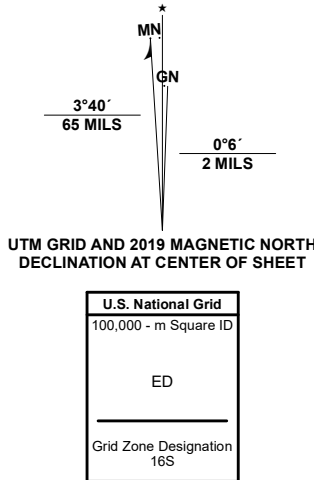 ★
MN
GN
3°40´
65 MILS
0°6´
2 MILS
UTM GRID AND 2019 MAGNETIC NORTH
DECLINATION AT CENTER OF SHEET
U.S. National Grid
100,000 - m Square ID
ED
Grid Zone Designation
16S